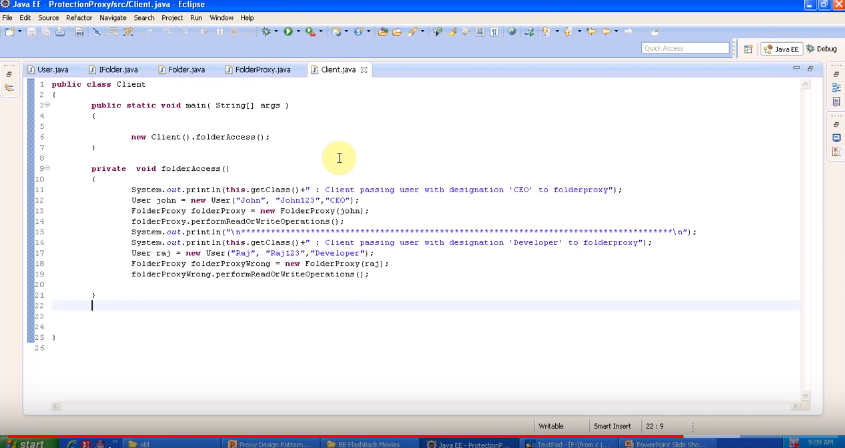 Java EE - ProtectionProxy/src/Client.java - Eclipse
File Edit Source Refactor Navigate Search Project Run Window Help
Quick Access
Java EE
Debug
User.java
IFolder.java
Folder.java
FolderProxy.java
Client.java
1 public class Client
2 {
3 public static void main( String[] args )
4 {
5
6 new Client().folderAccess();
7 }
8
9 private void folderAccess()
10 {
11 System.out.println(this.getClass()+" : Client passing user with designation 'CEO' to folderproxy");
12 User john = new User("John", "John123","CEO");
13 FolderProxy folderProxy = new FolderProxy(john);
14 folderProxy.performReadOrWriteOperations();
15 System.out.println("\n***********************************************************************************\n");
16 System.out.println(this.getClass()+" : Client passing user with designation 'Developer' to folderproxy");
17 User raj = new User("Raj", "Raj123","Developer");
18 FolderProxy folderProxyWrong = new FolderProxy(raj);
19 folderProxyWrong.performReadOrWriteOperations();
20
21 }
22
23
24
25 }
26
Writable
Smart Insert
22 : 9
start
old
Proxy Design Pattern...
BB FlashBack Movies
Java EE - ProtectionP...
TextPad - [F:\from c j...
PowerPoint Slide Sho...
9:09 AM